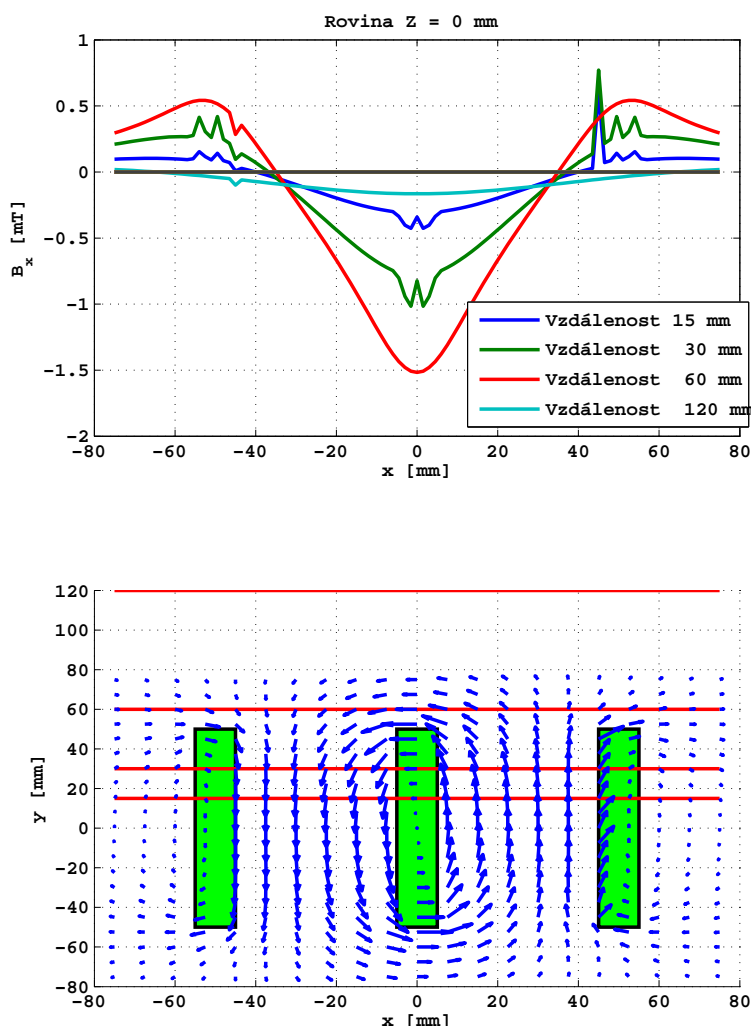 Rovina Z = 0 mm
1
0.5
0
−0.5
−1
−1.5
−2
B_x [mT]
Vzdálenost 15 mm
Vzdálenost 30 mm
Vzdálenost 60 mm
Vzdálenost 120 mm
−80 −60 −40 −20 0 20 40 60 80
x [mm]
120
100
80
60
40
20
0
−20
−40
−60
−80
y [mm]
−80 −60 −40 −20 0 20 40 60 80
x [mm]